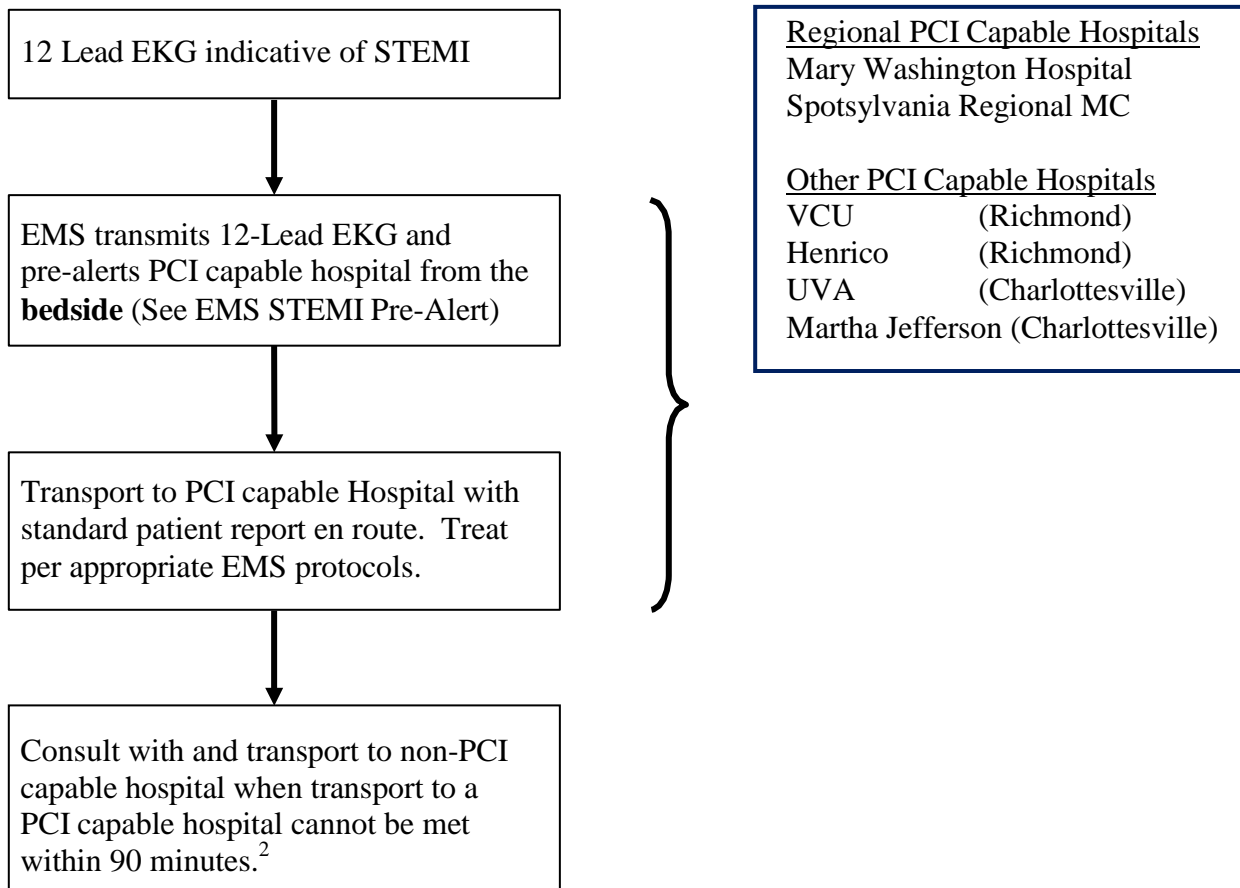 12 Lead EKG indicative of STEMI
EMS transmits 12-Lead EKG and
pre-alerts PCI capable hospital from the
bedside (See EMS STEMI Pre-Alert)
Transport to PCI capable Hospital with
standard patient report en route.  Treat
per appropriate EMS protocols.
Consult with and transport to non-PCI
capable hospital when transport to a
PCI capable hospital cannot be met
within 90 minutes.2
Regional PCI Capable Hospitals
Mary Washington Hospital
Spotsylvania Regional MC
Other PCI Capable Hospitals
VCU (Richmond)
Henrico (Richmond)
UVA (Charlottesville)
Martha Jefferson (Charlottesville)